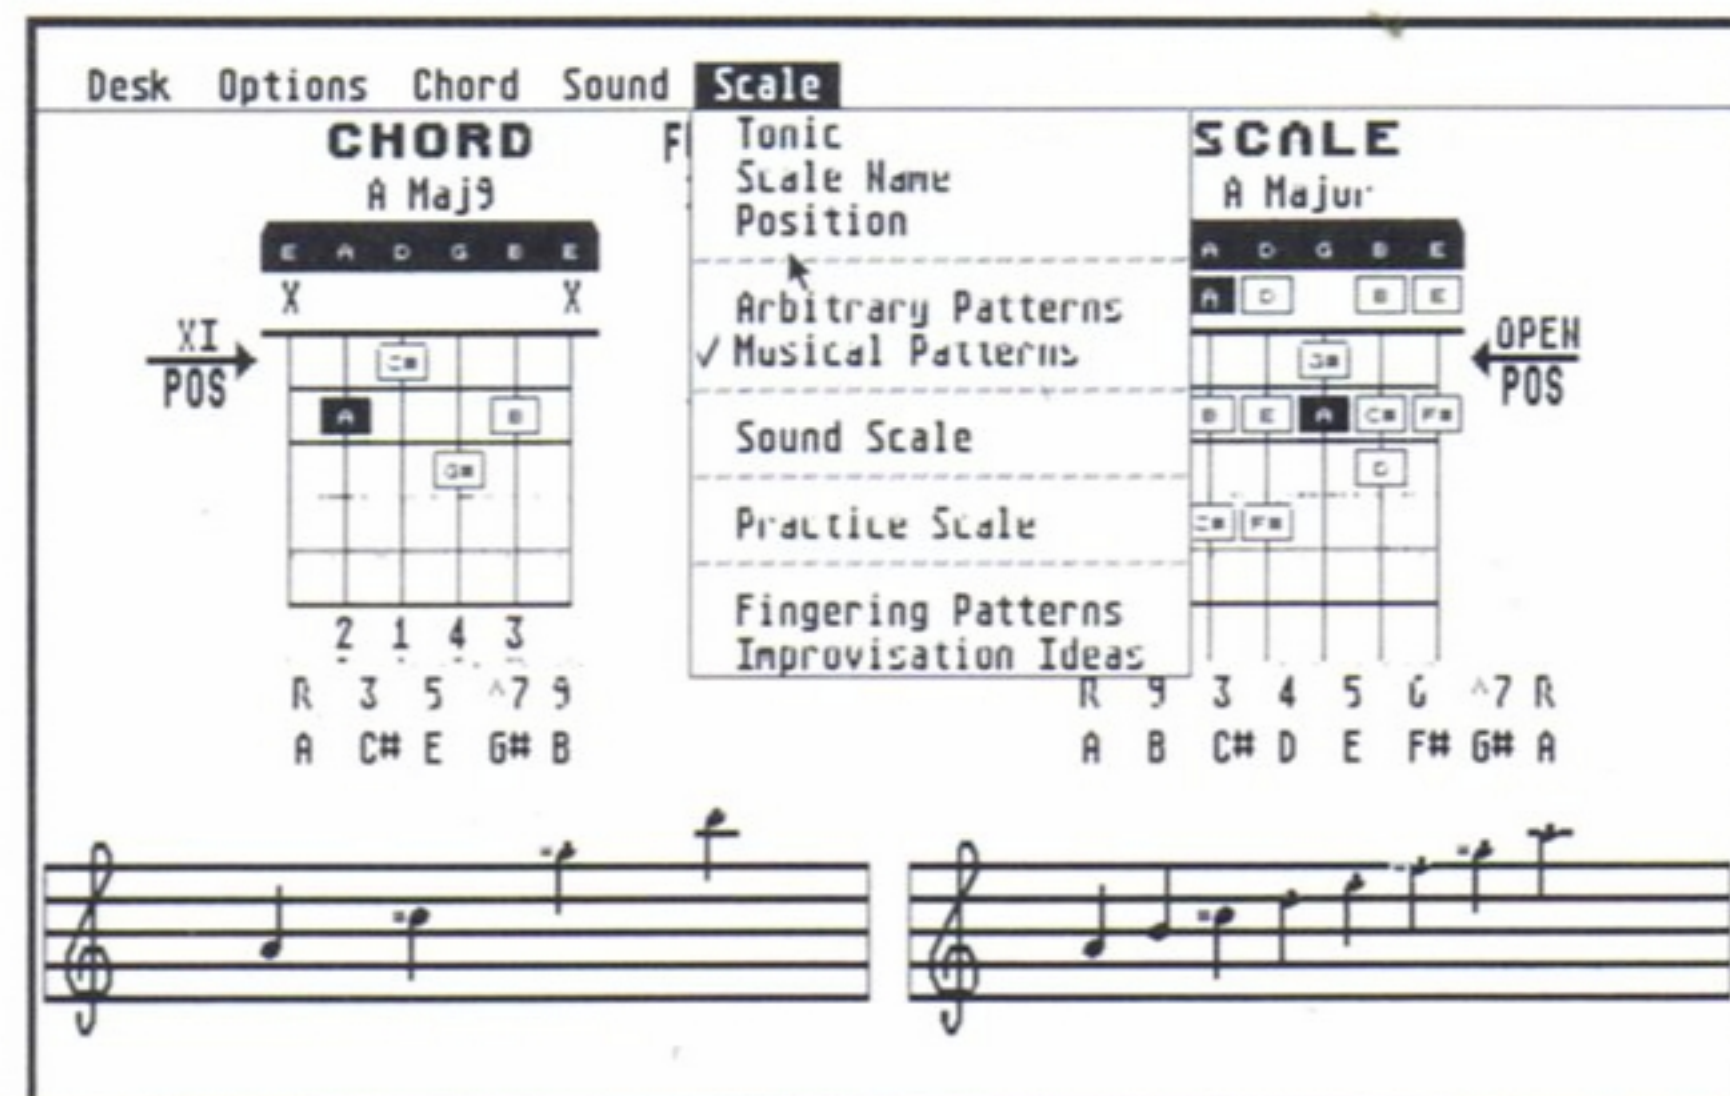 Desk Options Chord Sound Scale
CHORD
A Maj9
E A D G B E
X X
XI
POS
C#
A B
G#
2 1 4 3
R 3 5 ^7 9
A C# E G# B
Tonic
Scale Name
Position
Arbitrary Patterns
✓ Musical Patterns
Sound Scale
Practice Scale
Fingering Patterns
Improvisation Ideas
SCALE
A Major
A D G B E
A D B E
OPEN
POS
G#
B E A C# F#
D
C# F#
R 9 3 4 5 6 ^7 R
A B C# D E F# G# A